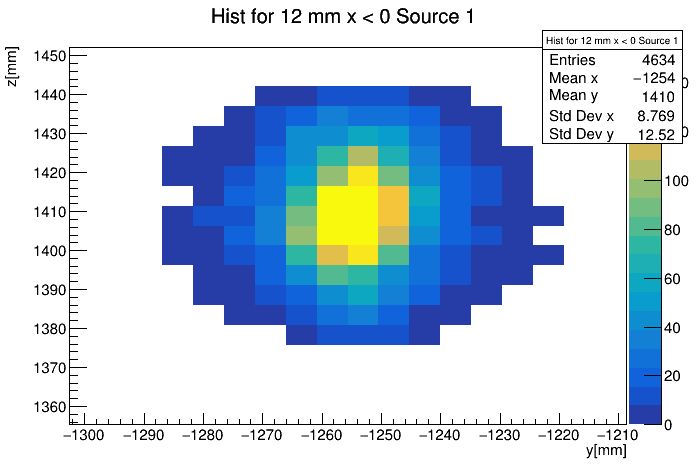 Hist for 12 mm x < 0 Source 1
z[mm]
1450
1440
1430
1420
1410
1400
1390
1380
1370
1360
−1300 −1290 −1280 −1270 −1260 −1250 −1240 −1230 −1220 −1210
y[mm]
Hist for 12 mm x < 0 Source 1
Entries 4634
Mean x −1254
Mean y 1410
Std Dev x 8.769
Std Dev y 12.52
100
80
60
40
20
0